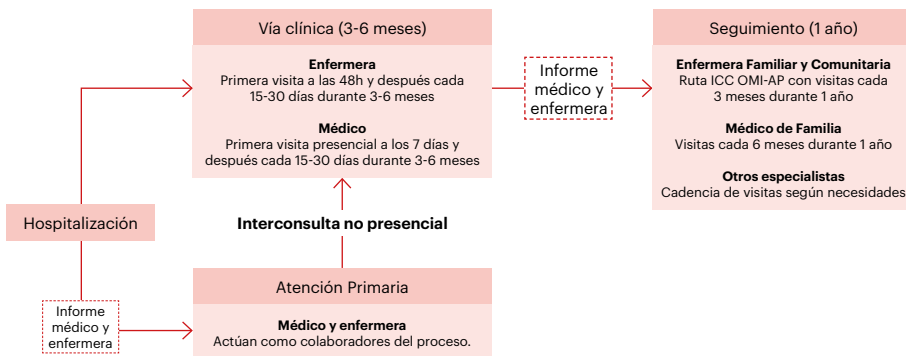 Vía clínica (3-6 meses)
Enfermera
Primera visita a las 48h y después cada
15-30 días durante 3-6 meses
Médico
Primera visita presencial a los 7 días y
después cada 15-30 días durante 3-6 meses
Informe
médico y
enfermera
Seguimiento (1 año)
Enfermera Familiar y Comunitaria
Ruta ICC OMI-AP con visitas cada
3 meses durante 1 año
Médico de Familia
Visitas cada 6 meses durante 1 año
Otros especialistas
Cadencia de visitas según necesidades
Hospitalización
Interconsulta no presencial
Informe
médico y
enfermera
Atención Primaria
Médico y enfermera
Actúan como colaboradores del proceso.